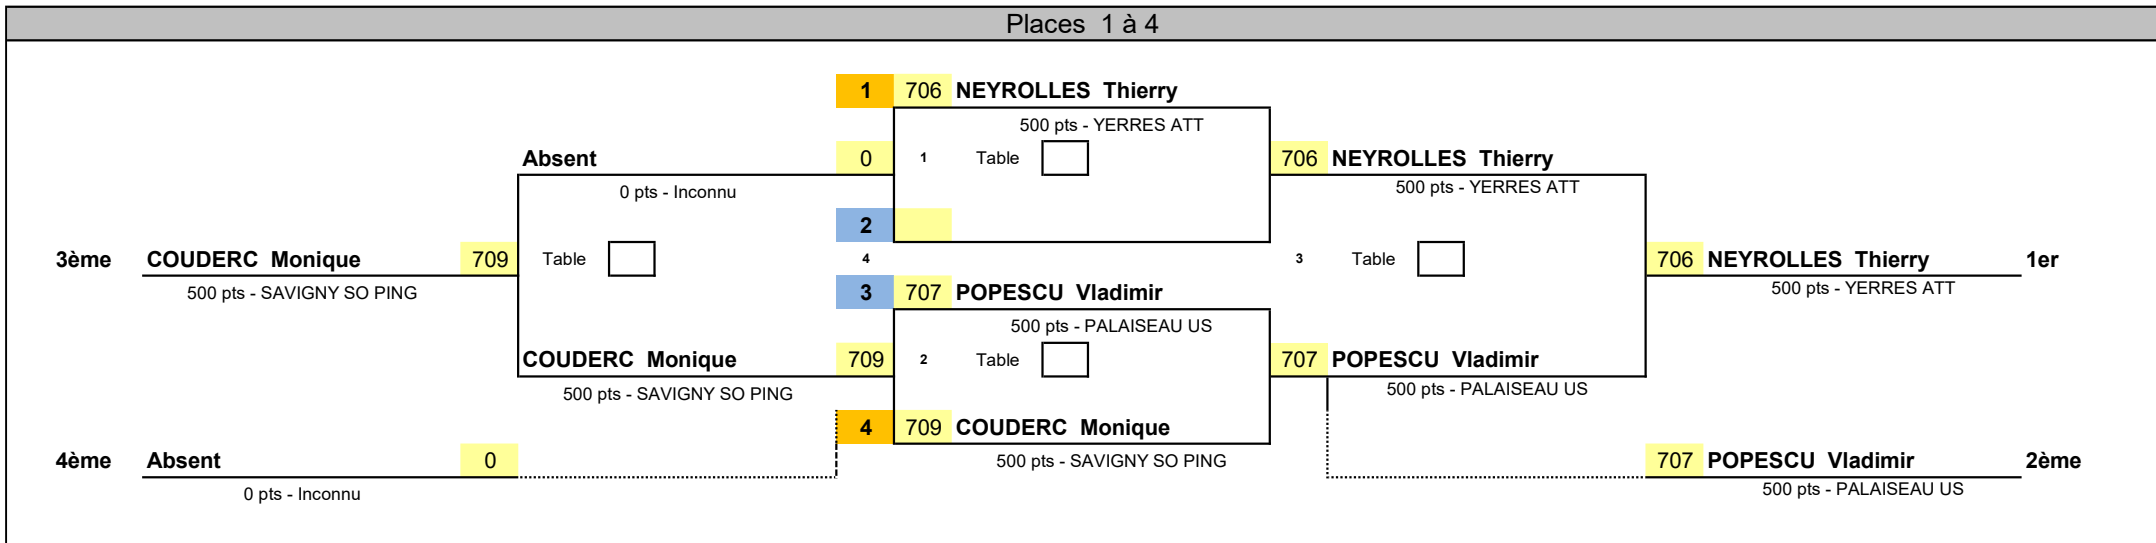 Places 1 à 4
1 706 NEYROLLES Thierry
500 pts - YERRES ATT
Absent 0 1 Table 706 NEYROLLES Thierry
0 pts - Inconnu 500 pts - YERRES ATT
2
3ème COUDERC Monique 709 Table 4 3 Table 706 NEYROLLES Thierry 1er
500 pts - SAVIGNY SO PING 3 707 POPESCU Vladimir 500 pts - YERRES ATT
500 pts - PALAISEAU US
COUDERC Monique 709 2 Table 707 POPESCU Vladimir
500 pts - SAVIGNY SO PING 500 pts - PALAISEAU US
4 709 COUDERC Monique
4ème Absent 0 500 pts - SAVIGNY SO PING 707 POPESCU Vladimir 2ème
0 pts - Inconnu 500 pts - PALAISEAU US